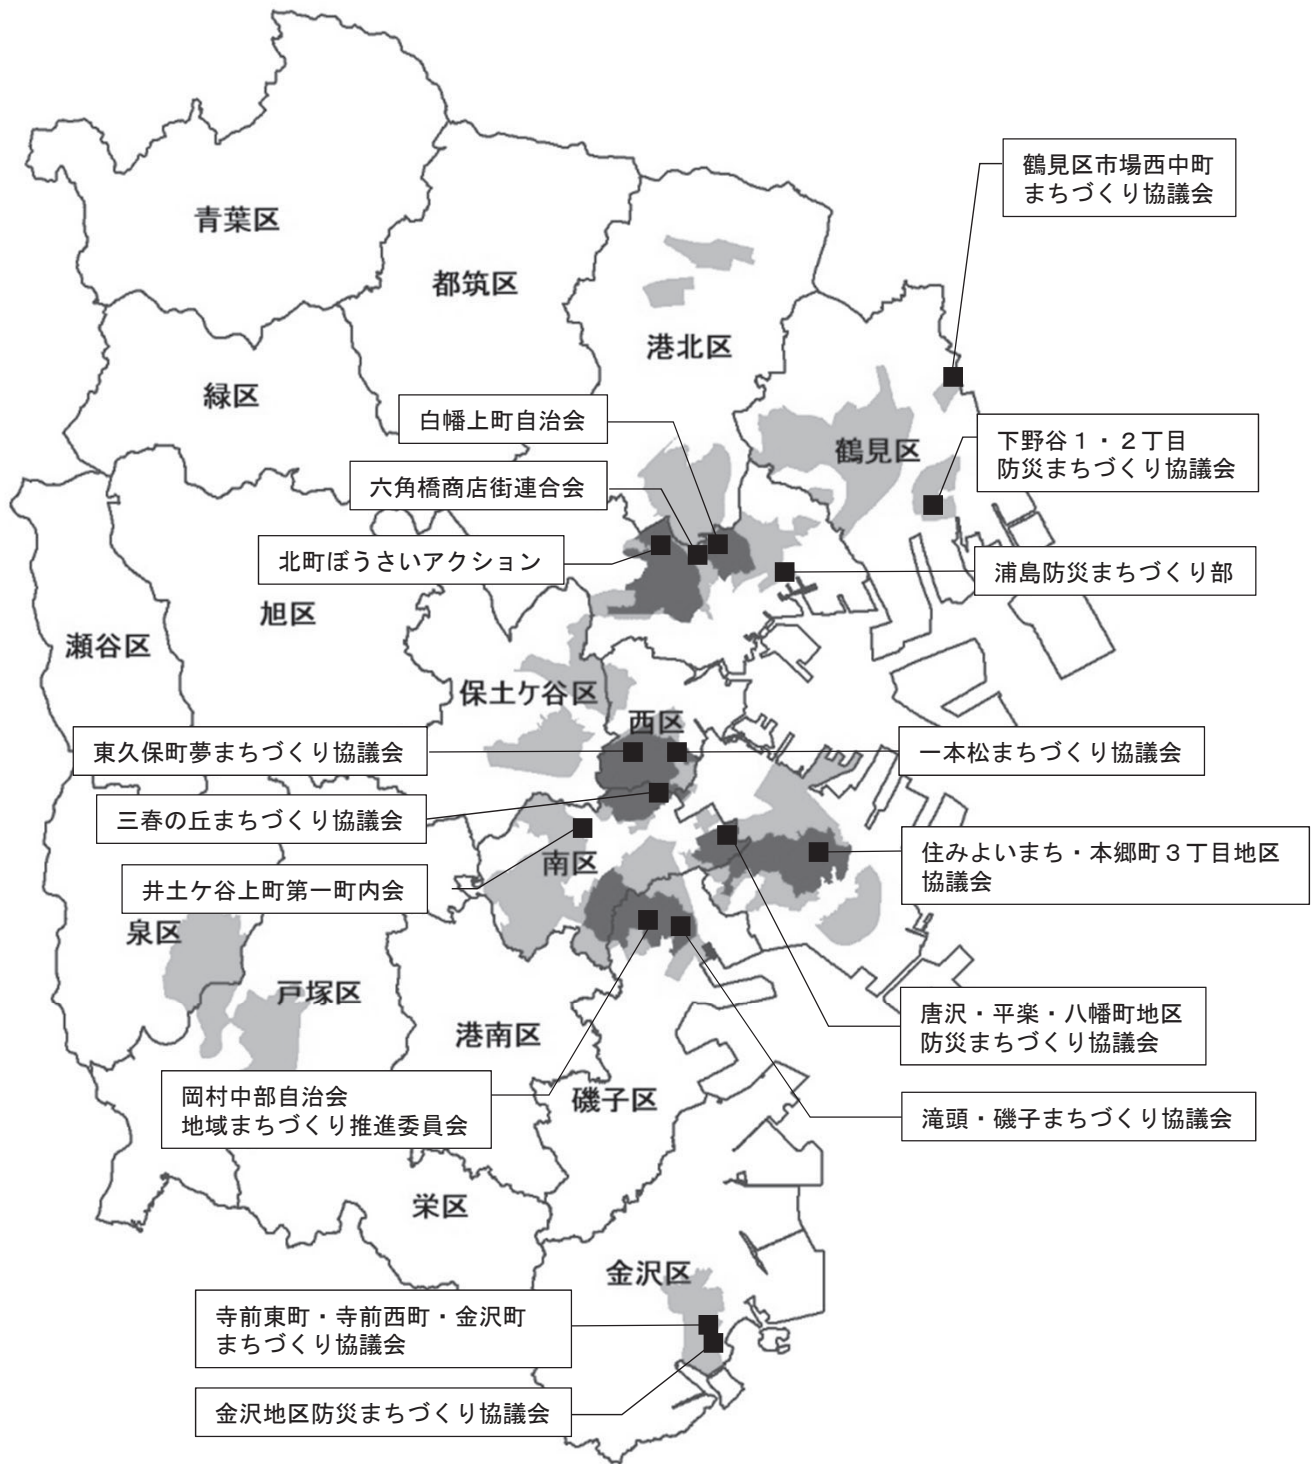 鶴見区市場西中町
まちづくり協議会
青葉区
都筑区
港北区
緑区
白幡上町自治会
鶴見区
下野谷１・２丁目
防災まちづくり協議会
六角橋商店街連合会
北町ぼうさいアクション
浦島防災まちづくり部
旭区
瀬谷区
保土ケ谷区
西区
東久保町夢まちづくり協議会
一本松まちづくり協議会
三春の丘まちづくり協議会
南区
住みよいまち・本郷町３丁目地区
協議会
井土ケ谷上町第一町内会
泉区
戸塚区
港南区
唐沢・平楽・八幡町地区
防災まちづくり協議会
岡村中部自治会
地域まちづくり推進委員会
磯子区
滝頭・磯子まちづくり協議会
栄区
金沢区
寺前東町・寺前西町・金沢町
まちづくり協議会
金沢地区防災まちづくり協議会